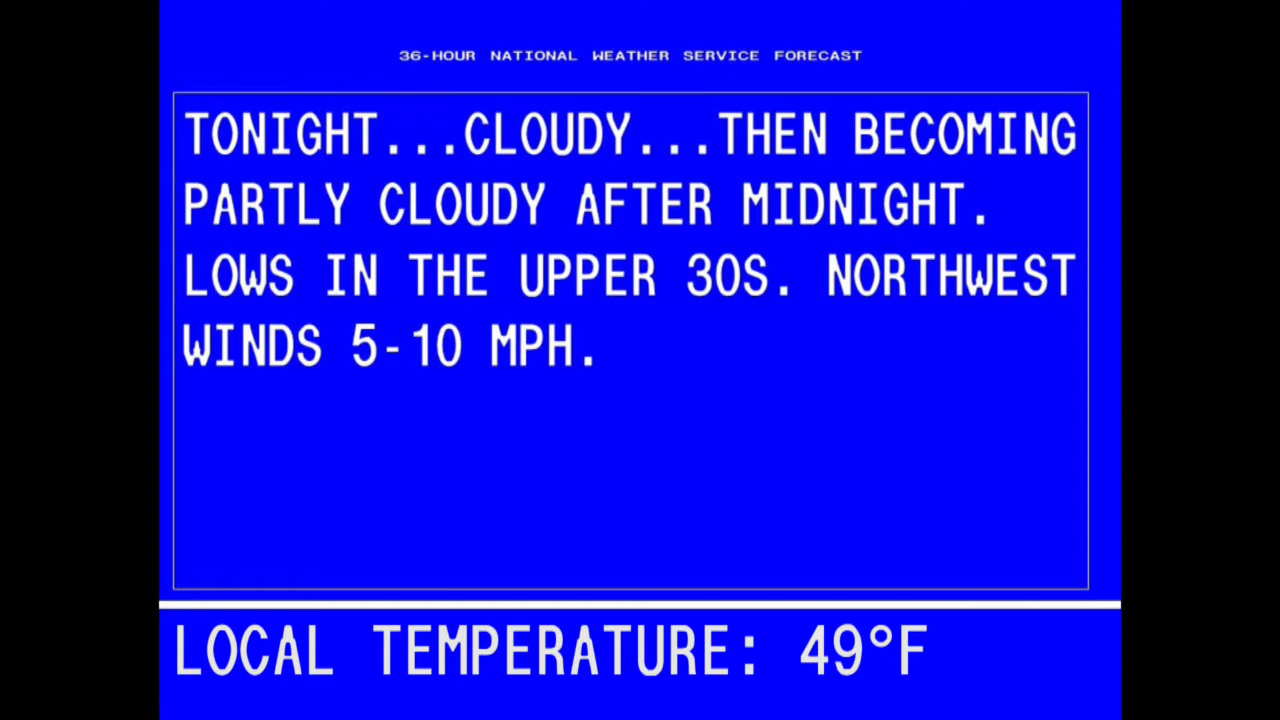 36-HOUR NATIONAL WEATHER SERVICE FORECAST
TONIGHT...CLOUDY...THEN BECOMING
PARTLY CLOUDY AFTER MIDNIGHT.
LOWS IN THE UPPER 30S. NORTHWEST
WINDS 5-10 MPH.
LOCAL TEMPERATURE: 49°F